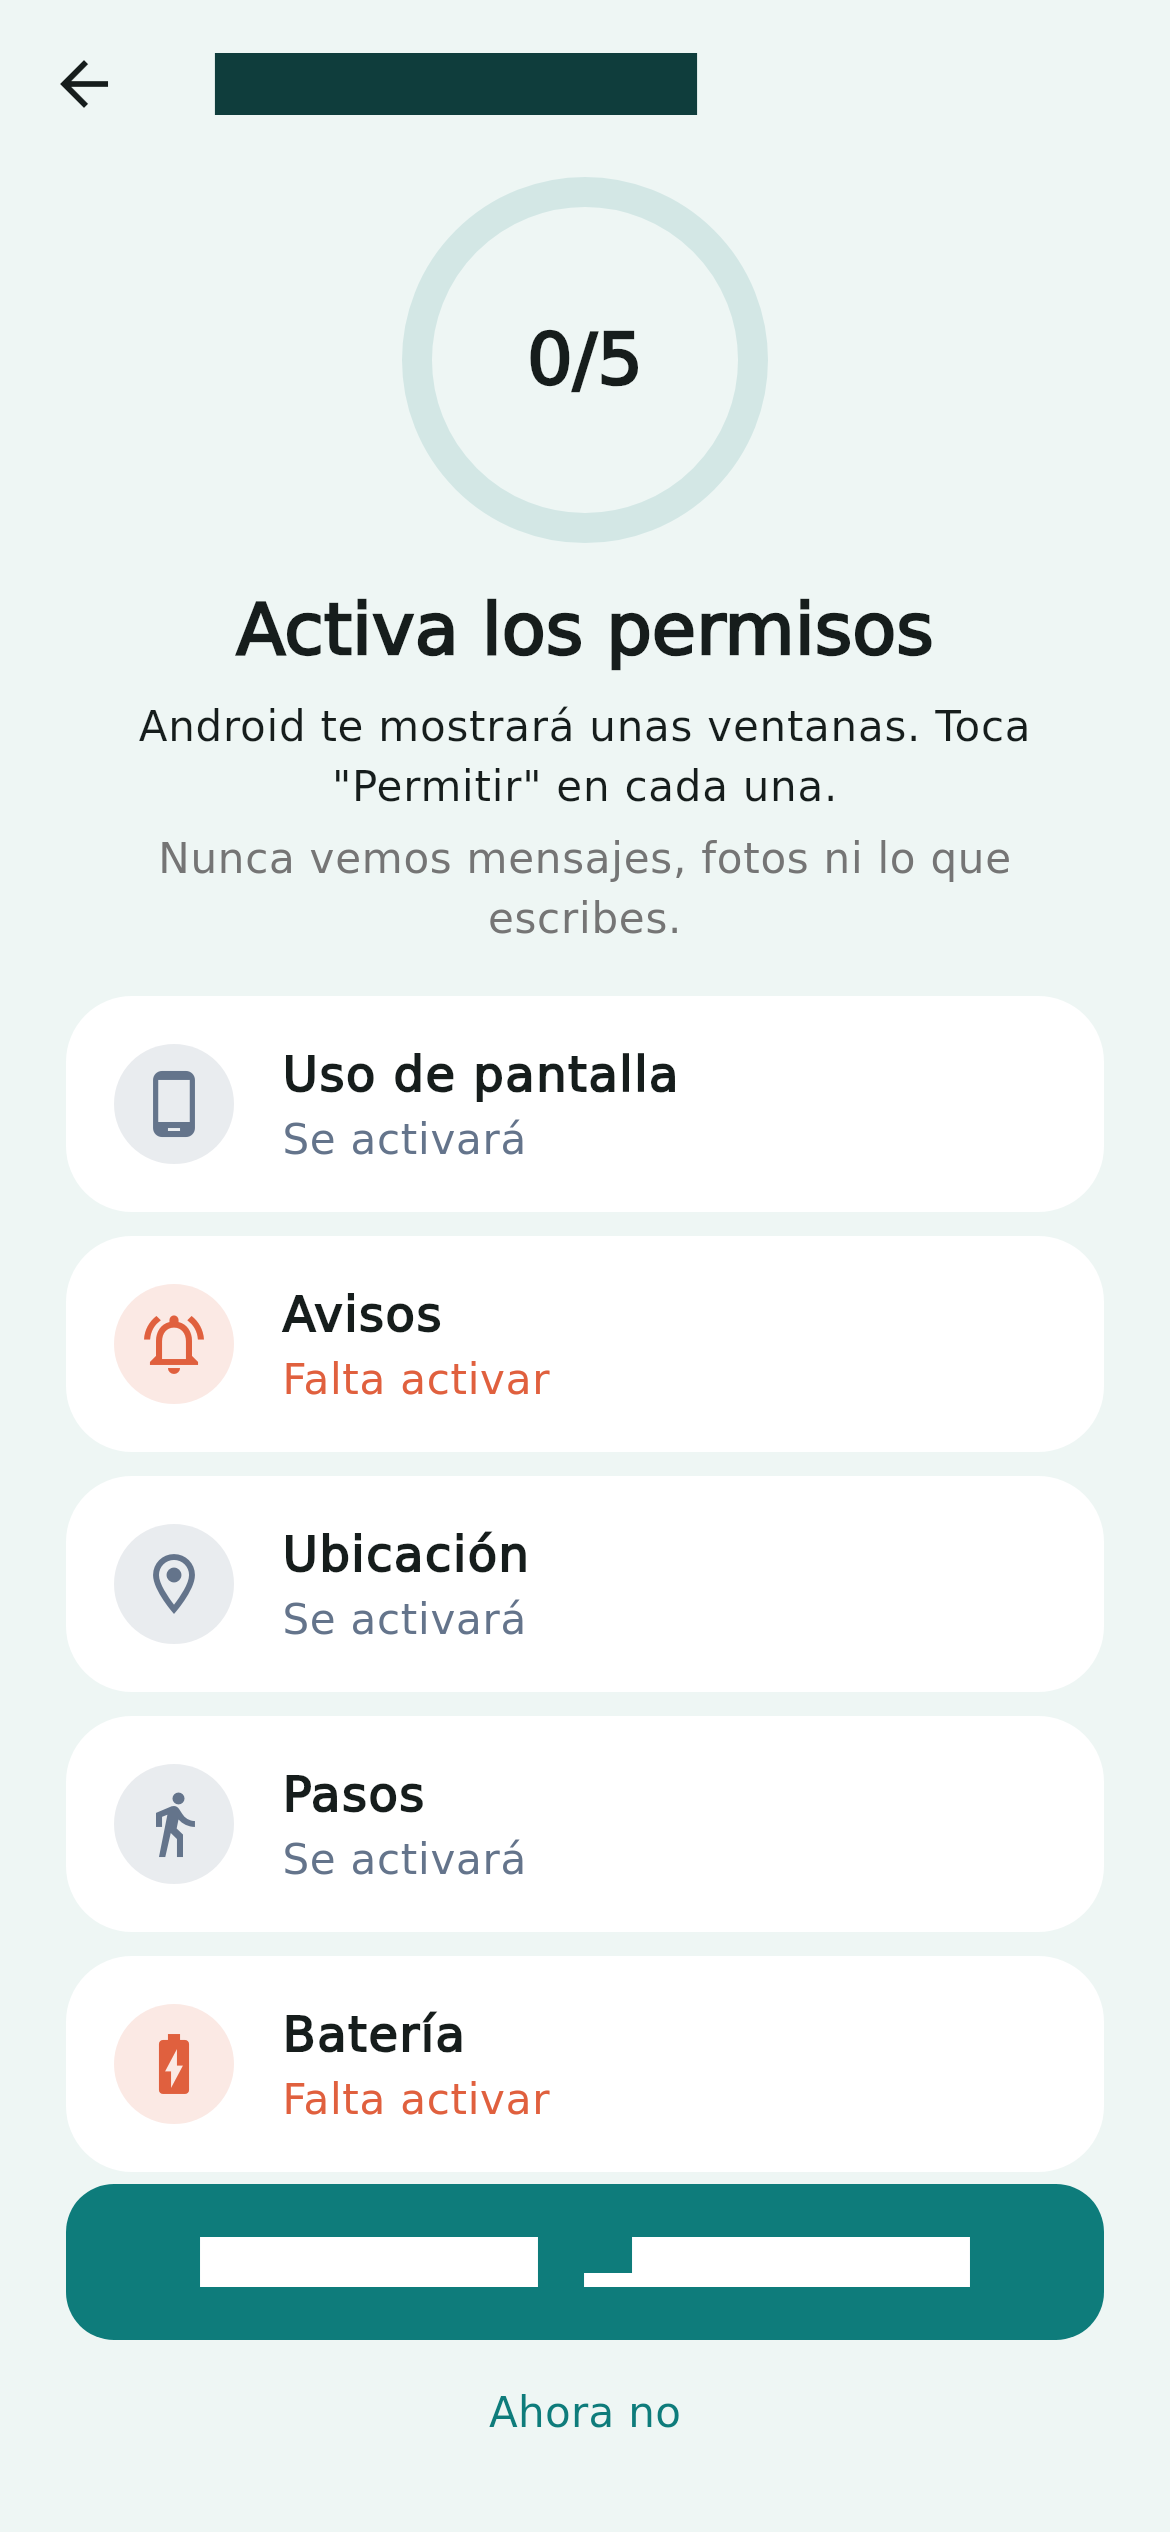 0/5
Activa los permisos
Android te mostrará unas ventanas. Toca
"Permitir" en cada una.
Nunca vemos mensajes, fotos ni lo que
escribes.
Uso de pantalla
Se activará
Avisos
Falta activar
Ubicación
Se activará
Pasos
Se activará
Batería
Falta activar
Ahora no